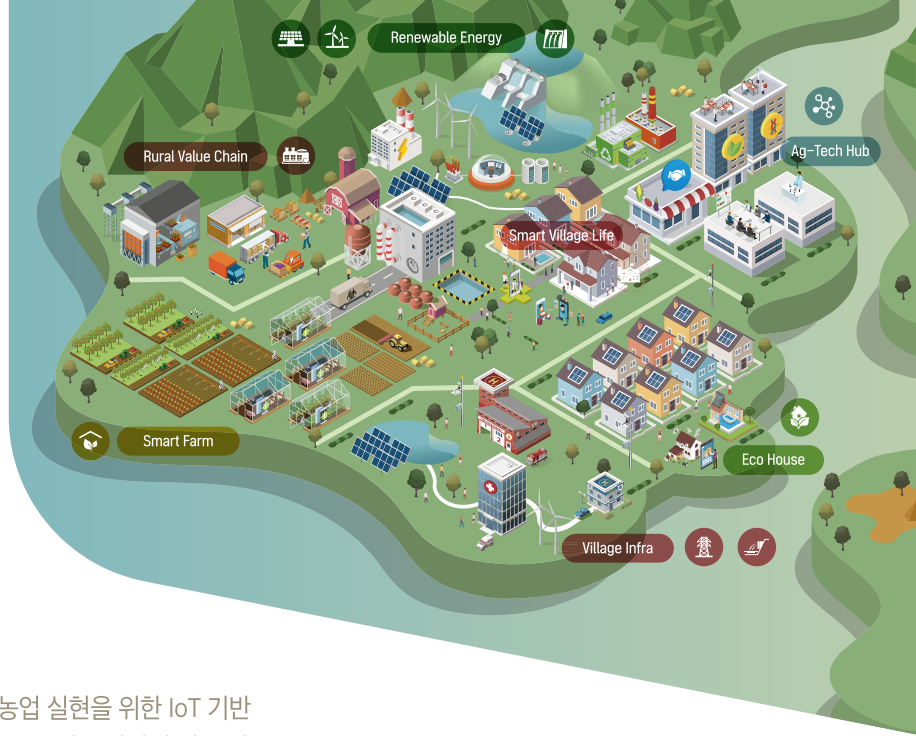 Renewable Energy
Rural Value Chain
Ag-Tech Hub
Smart Village Life
Smart Farm
Eco House
Village Infra
농업 실현을 위한 IoT 기반